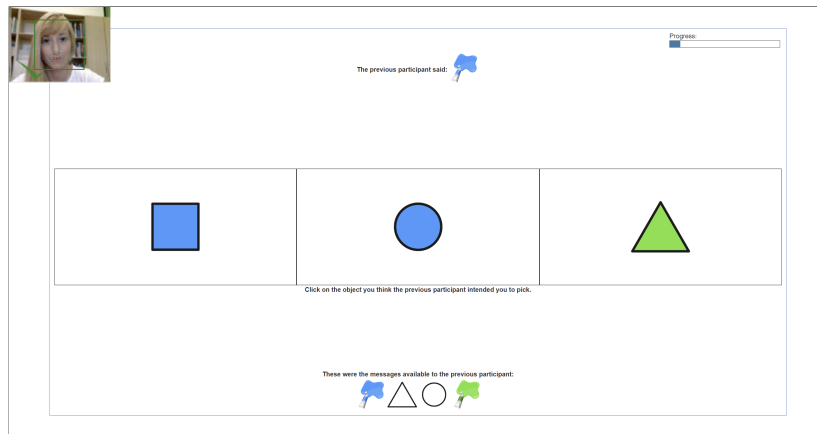 Progress:
The previous participant said:
Click on the object you think the previous participant intended you to pick.
These were the messages available to the previous participant: